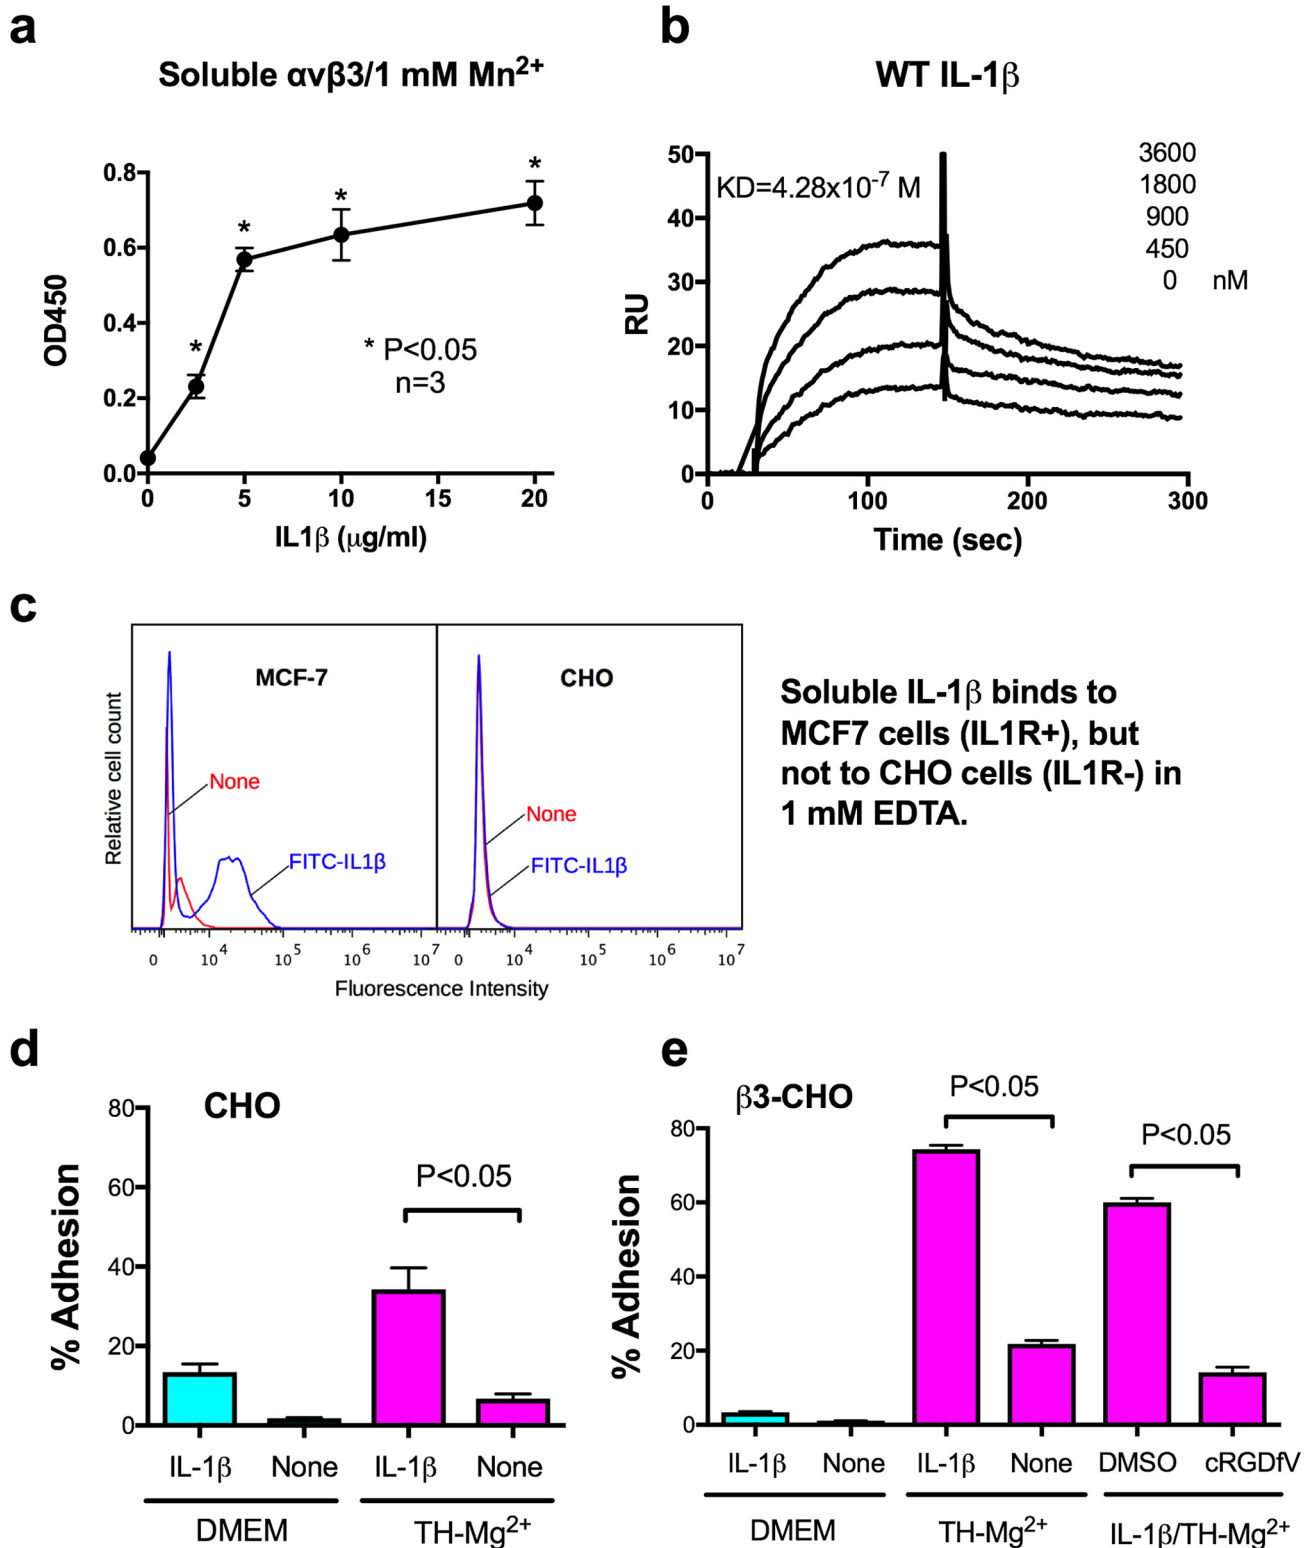 a
Soluble αvβ3/1 mM Mn2+
0.8
0.6
0.4
0.2
0.0
OD450
*
*
*
*
* P<0.05
n=3
0 5 10 15 20
IL1β (μg/ml)
b
WT IL-1β
50
40
30
20
10
0
RU
KD=4.28x10-7 M
3600
1800
900
450
0 nM
0 100 200 300
Time (sec)
c
Relative cell count
MCF-7
None
FITC-IL1β
CHO
None
FITC-IL1β
0 10^4 10^5 10^6 10^7
0 10^4 10^5 10^6 10^7
Fluorescence Intensity
Soluble IL-1β binds to
MCF7 cells (IL1R+), but
not to CHO cells (IL1R-) in
1 mM EDTA.
d
CHO
80
60
40
20
0
% Adhesion
P<0.05
IL-1β None IL-1β None
DMEM TH-Mg2+
e
β3-CHO
80
60
40
20
0
% Adhesion
P<0.05
P<0.05
IL-1β None IL-1β None DMSO cRGDfV
DMEM TH-Mg2+ IL-1β/TH-Mg2+